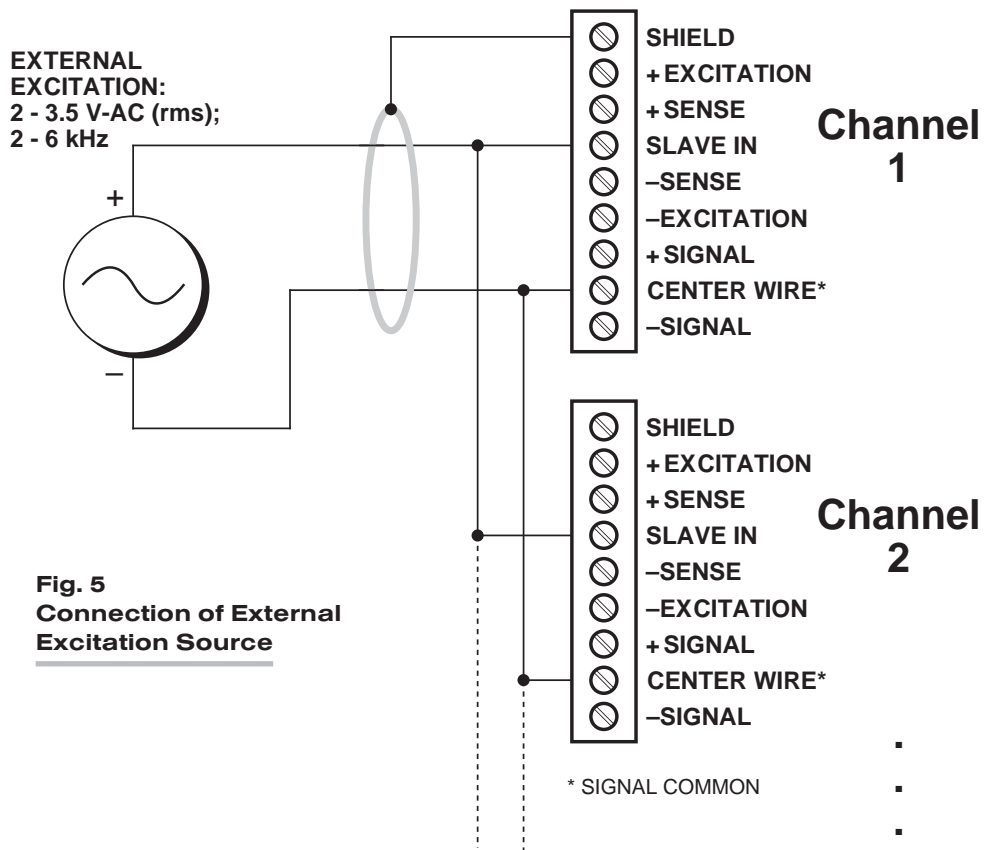 EXTERNAL
EXCITATION:
2 - 3.5 V-AC (rms);
2 - 6 kHz
+
–
SHIELD
+ EXCITATION
+ SENSE
SLAVE IN
–SENSE
–EXCITATION
+ SIGNAL
CENTER WIRE*
–SIGNAL
Channel
1
SHIELD
+ EXCITATION
+ SENSE
SLAVE IN
–SENSE
–EXCITATION
+ SIGNAL
CENTER WIRE*
–SIGNAL
Channel
2
Fig. 5
Connection of External
Excitation Source
* SIGNAL COMMON